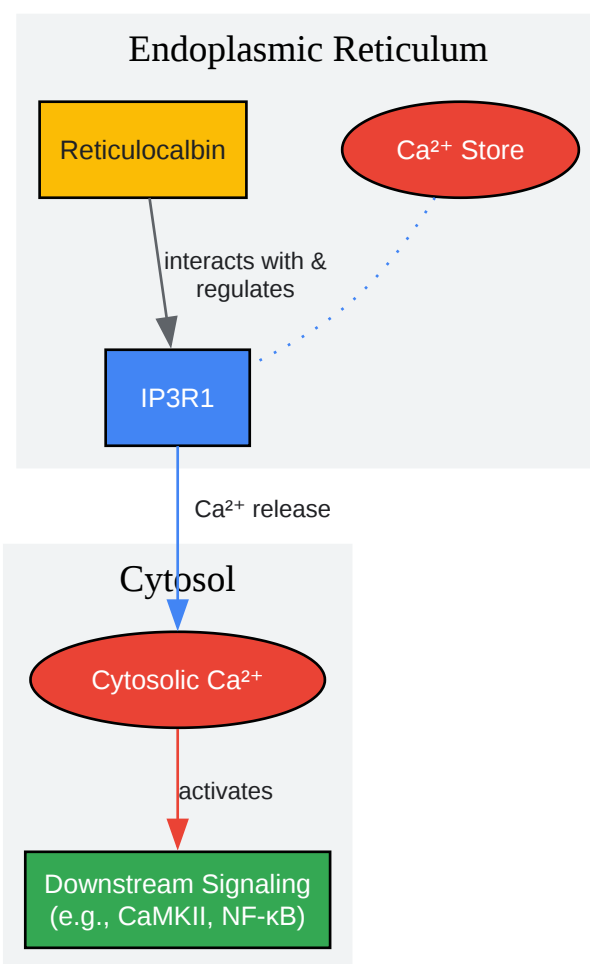 Endoplasmic Reticulum
Reticulocalbin
Ca²⁺ Store
interacts with &
regulates
IP3R1
Ca²⁺ release
Cytosol
Cytosolic Ca²⁺
activates
Downstream Signaling
(e.g., CaMKII, NF-κB)